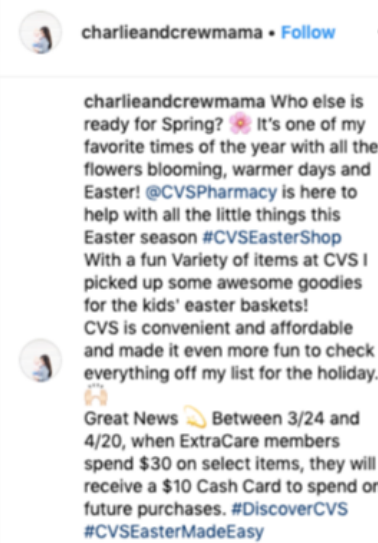 charlieandcrewmama • Follow
charlieandcrewmama Who else is
ready for Spring? 🌸 It's one of my
favorite times of the year with all the
flowers blooming, warmer days and
Easter! @CVSPharmacy is here to
help with all the little things this
Easter season #CVSEasterShop
With a fun Variety of items at CVS I
picked up some awesome goodies
for the kids' easter baskets!
CVS is convenient and affordable
and made it even more fun to check
everything off my list for the holiday.
🙌🏻
Great News 💫 Between 3/24 and
4/20, when ExtraCare members
spend $30 on select items, they will
receive a $10 Cash Card to spend on
future purchases. #DiscoverCVS
#CVSEasterMadeEasy